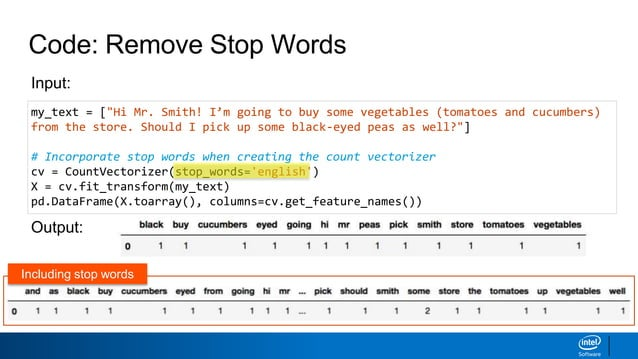 Code: Remove Stop Words
Input:
my_text = ["Hi Mr. Smith! I’m going to buy some vegetables (tomatoes and cucumbers)
from the store. Should I pick up some black-eyed peas as well?"]
# Incorporate stop words when creating the count vectorizer
cv = CountVectorizer(stop_words='english')
X = cv.fit_transform(my_text)
pd.DataFrame(X.toarray(), columns=cv.get_feature_names())
Output:
black buy cucumbers eyed going hi mr peas pick smith store tomatoes vegetables
0 1 1 1 1 1 1 1 1 1 1 1 1 1
Including stop words
and as black buy cucumbers eyed from going hi mr ... pick should smith some store the tomatoes up vegetables well
0 1 1 1 1 1 1 1 1 1 1 ... 1 1 1 2 1 1 1 1 1 1
intel
Software